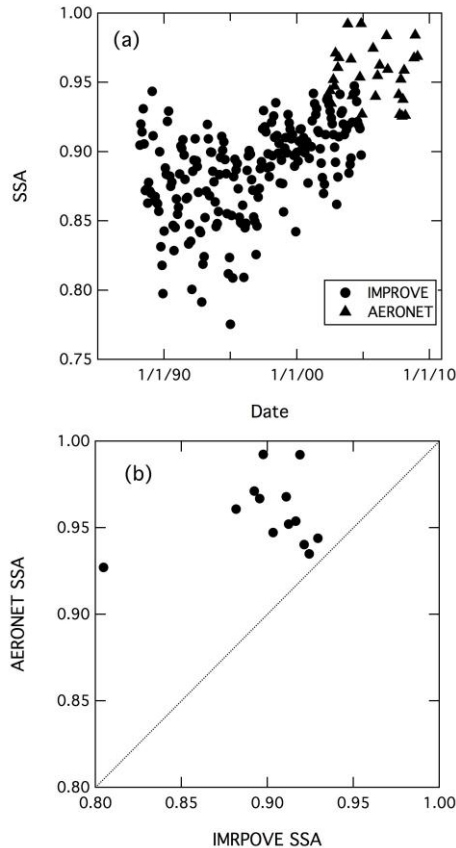 (a)
1.00
0.95
0.90
0.85
0.80
0.75
SSA
IMPROVE
AERONET
1/1/90
1/1/00
1/1/10
Date
(b)
1.00
0.95
0.90
0.85
0.80
AERONET SSA
0.80
0.85
0.90
0.95
1.00
IMRPOVE SSA